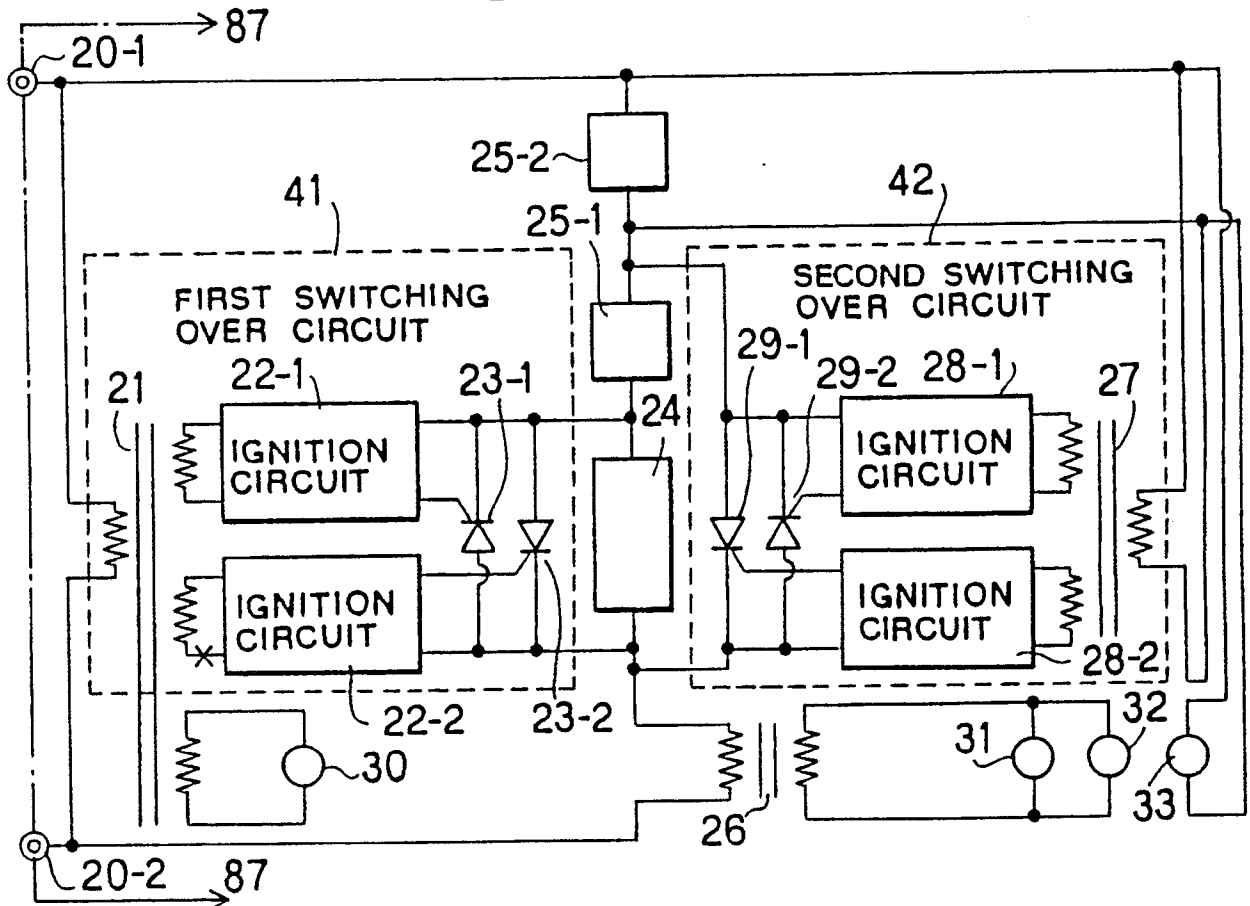 87
20-1
25-2
41
42
25-1
FIRST SWITCHING
OVER CIRCUIT
SECOND SWITCHING
OVER CIRCUIT
29-1
21
22-1
23-1
29-2
28-1
27
24
IGNITION
CIRCUIT
IGNITION
CIRCUIT
IGNITION
CIRCUIT
IGNITION
CIRCUIT
28-2
22-2
23-2
30
31
32
33
26
20-2
87